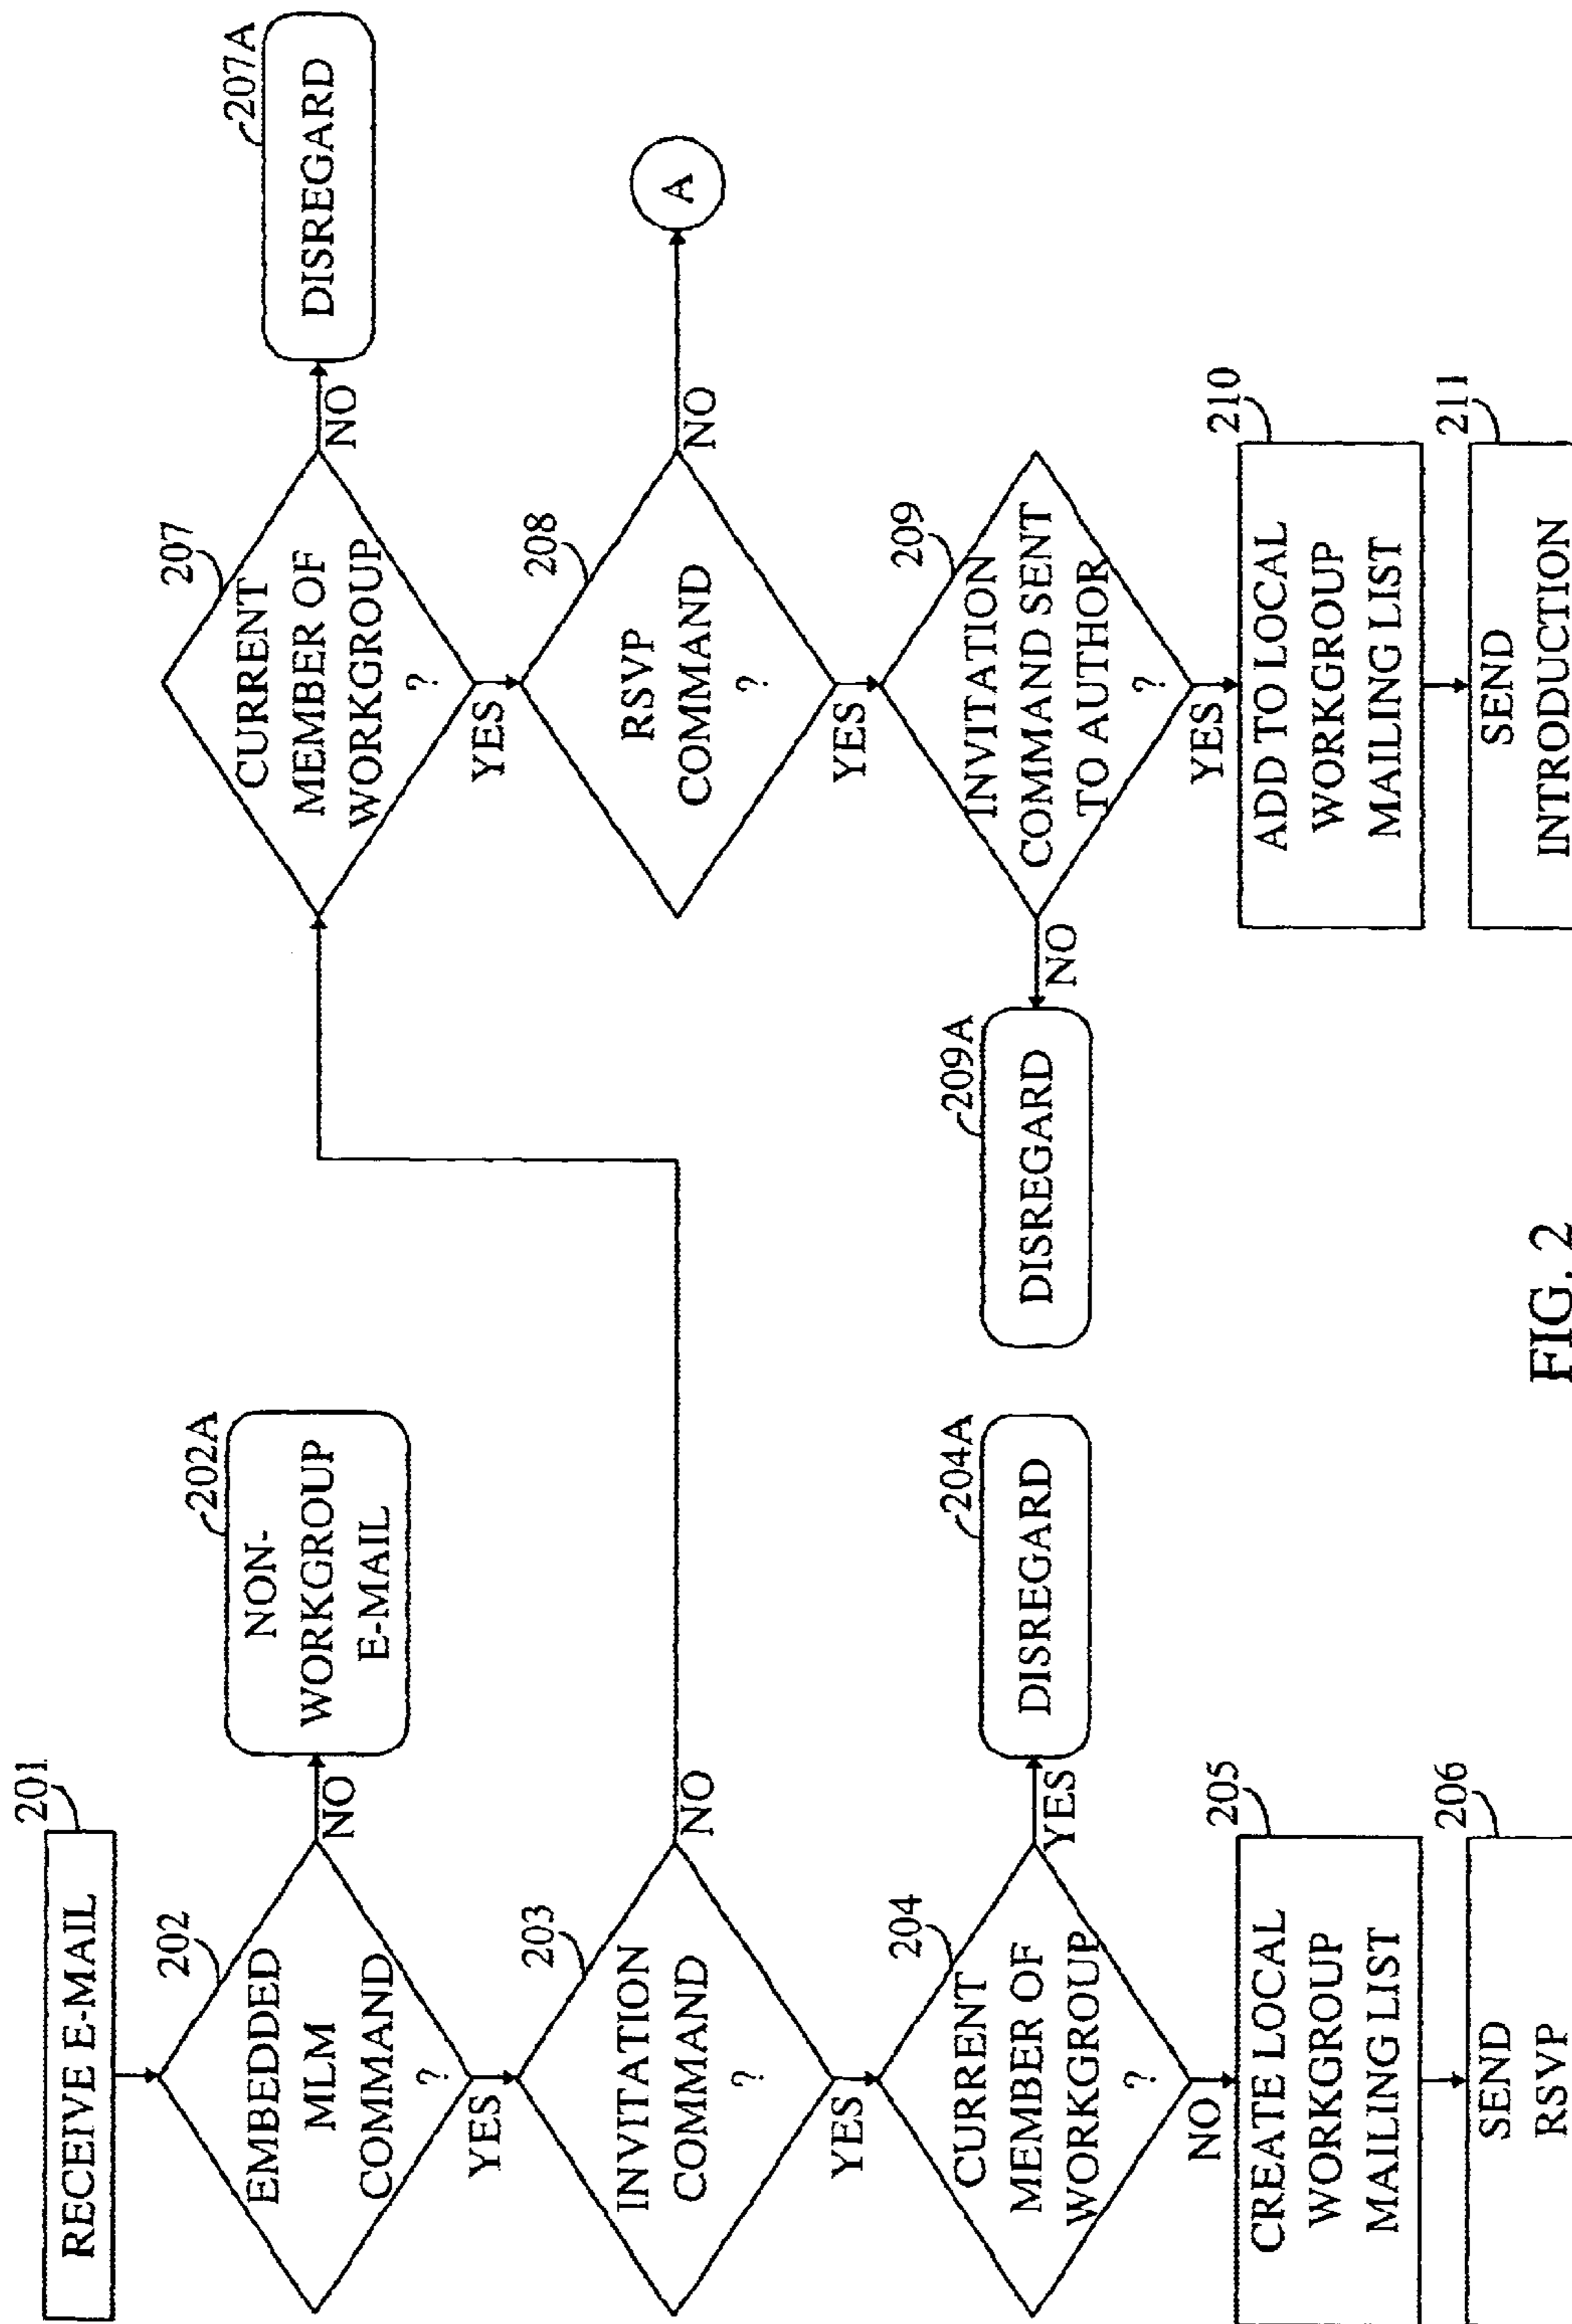 201
RECEIVE E-MAIL
202
EMBEDDED
MLM
COMMAND
?
NO
202A
NON-
WORKGROUP
E-MAIL
YES
203
INVITATION
COMMAND
?
NO
YES
204
CURRENT
MEMBER OF
WORKGROUP
?
YES
204A
DISREGARD
NO
205
CREATE LOCAL
WORKGROUP
MAILING LIST
206
SEND
RSVP
207
CURRENT
MEMBER OF
WORKGROUP
?
NO
207A
DISREGARD
YES
208
RSVP
COMMAND
?
NO
A
YES
209
INVITATION
COMMAND SENT
TO AUTHOR
?
NO
209A
DISREGARD
YES
210
ADD TO LOCAL
WORKGROUP
MAILING LIST
211
SEND
INTRODUCTION
FIG. 2